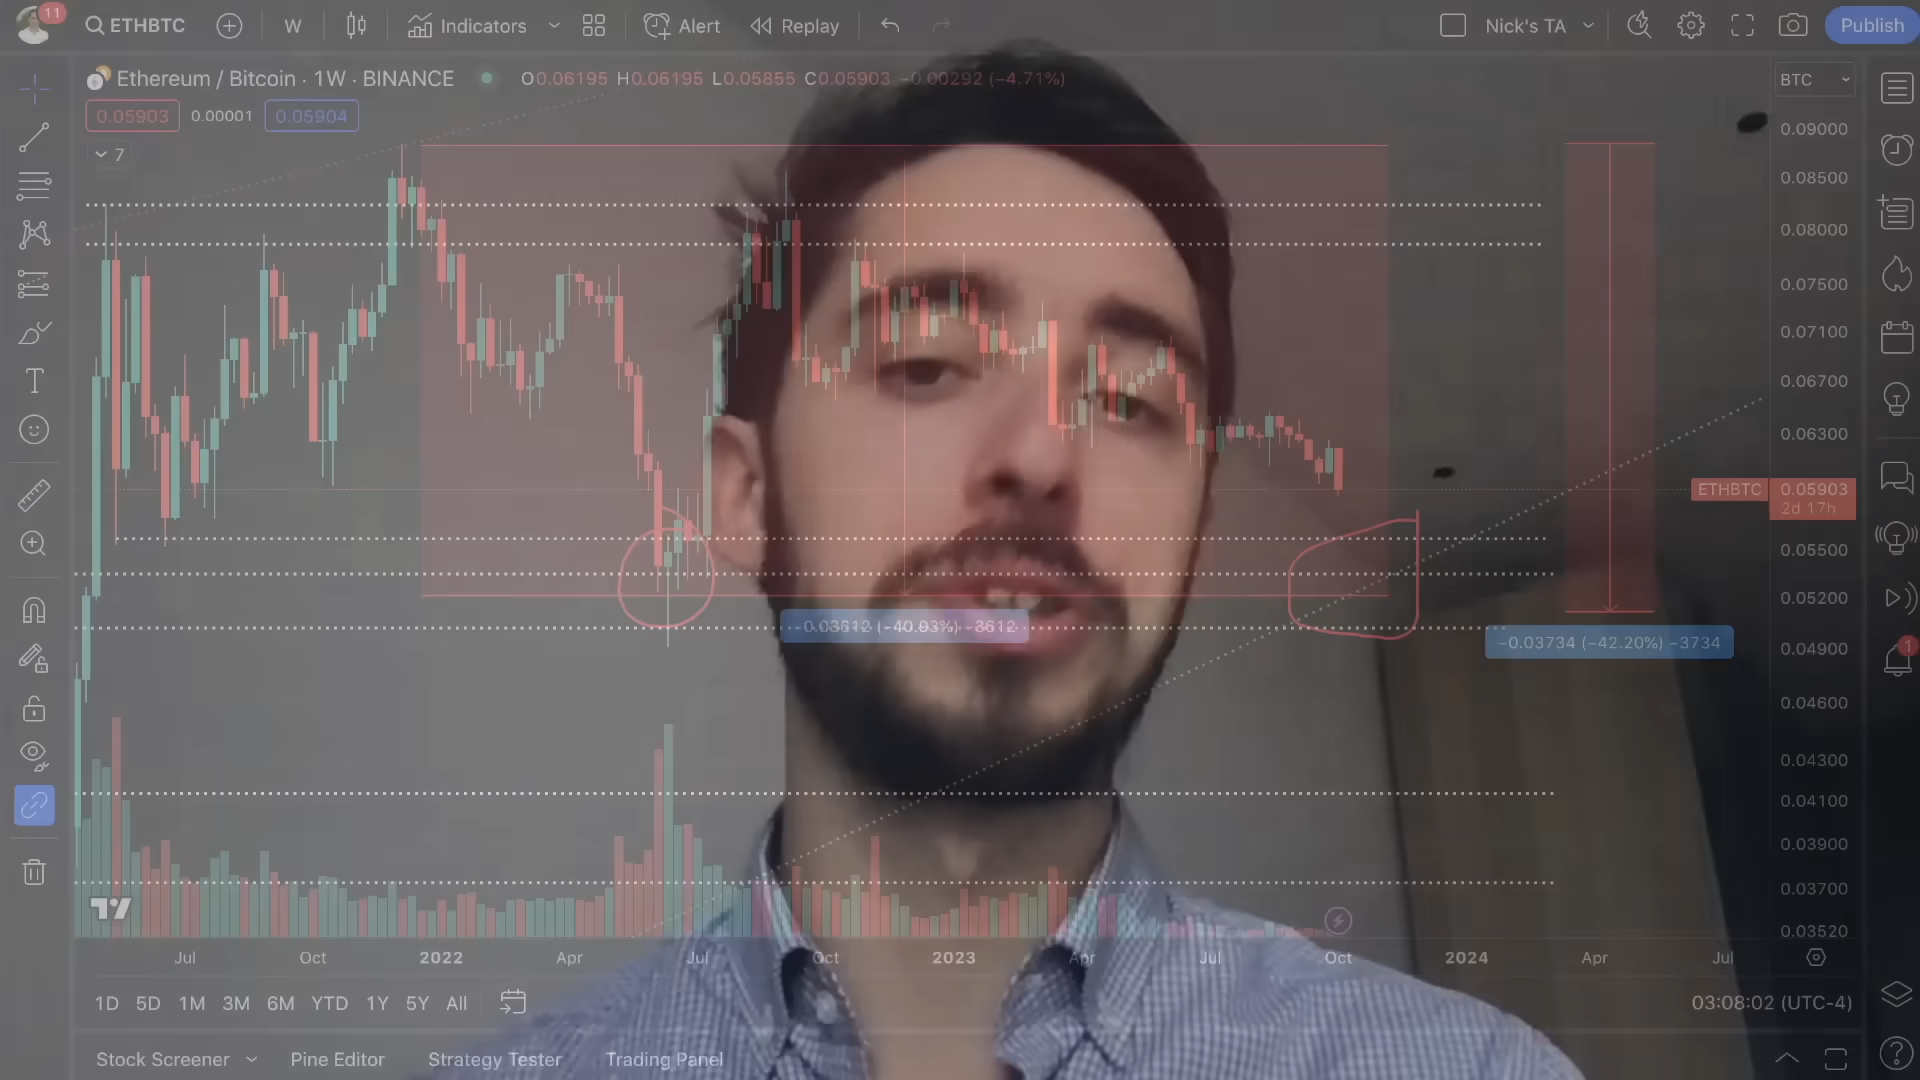 11
ETHBTC
W
Indicators
Alert
Replay
Nick's TA
Publish
Ethereum / Bitcoin · 1W · BINANCE
O0.06195 H0.06195 L0.05855 C0.05903 −0.00292 (−4.71%)
BTC
0.05903
0.00001
0.05904
7
0.09000
0.08500
0.08000
0.07500
0.07100
0.06700
0.06300
ETHBTC
0.05903
2d 17h
0.05500
0.05200
0.04900
0.04600
0.04300
0.04100
0.03900
0.03700
0.03520
−0.03612 (−40.03%) −3612
−0.03734 (−42.20%) −3734
1
Jul
Oct
2022
Apr
Jul
Oct
2023
Apr
Jul
Oct
2024
Apr
Jul
1D
5D
1M
3M
6M
YTD
1Y
5Y
All
03:08:02 (UTC-4)
Stock Screener
Pine Editor
Strategy Tester
Trading Panel